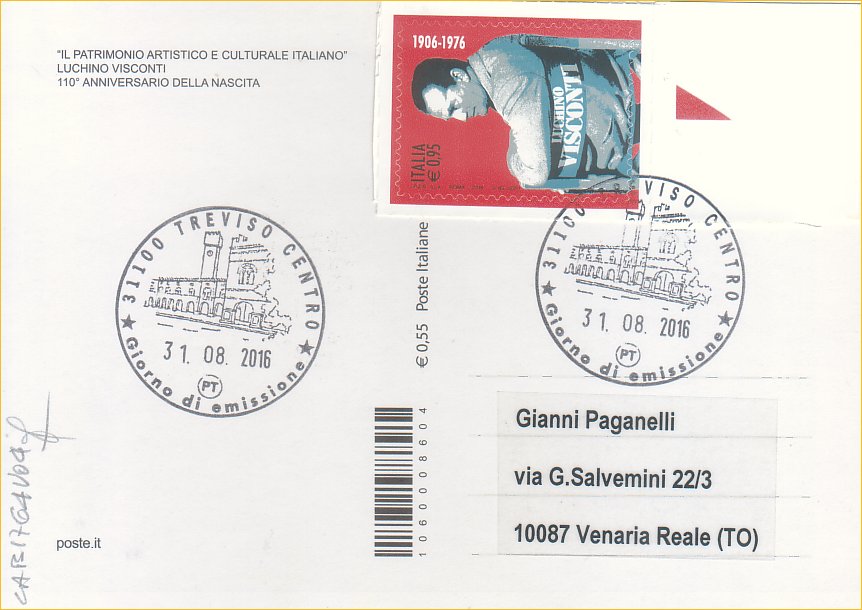 "IL PATRIMONIO ARTISTICO E CULTURALE ITALIANO"
LUCHINO VISCONTI
110° ANNIVERSARIO DELLA NASCITA
1906-1976
LUCHINO
VISCONTI
ITALIA
€ 0,95
31100 TREVISO CENTRO
31. 08. 2016
PT
★ Giorno di emissione ★
31100 TREVISO CENTRO
31. 08. 2016
PT
★ Giorno di emissione ★
€ 0,55 Poste Italiane
1060008604
Gianni Paganelli
via G.Salvemini 22/3
10087 Venaria Reale (TO)
poste.it